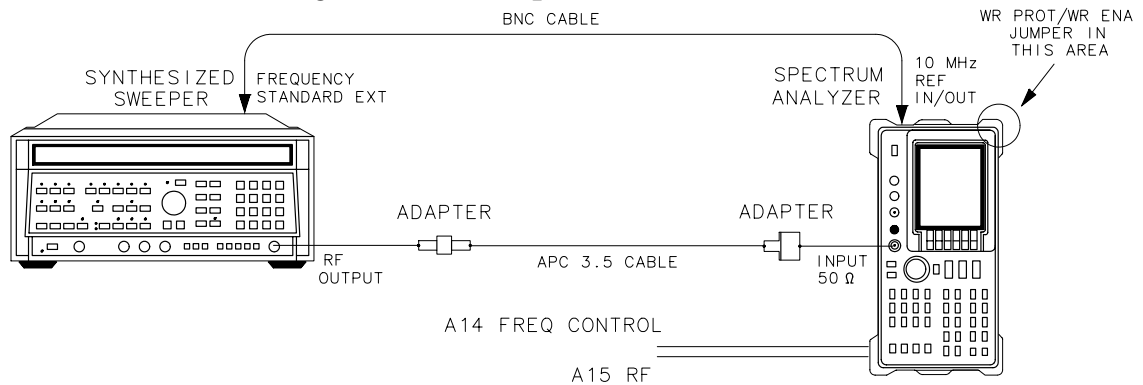 BNC CABLE
WR PROT/WR ENA
JUMPER IN
THIS AREA
SYNTHESIZED
SWEEPER
FREQUENCY
STANDARD EXT
SPECTRUM
ANALYZER
10 MHz
REF
IN/OUT
ADAPTER
ADAPTER
RF
OUTPUT
APC 3.5 CABLE
INPUT
50 Ω
A14 FREQ CONTROL
A15 RF